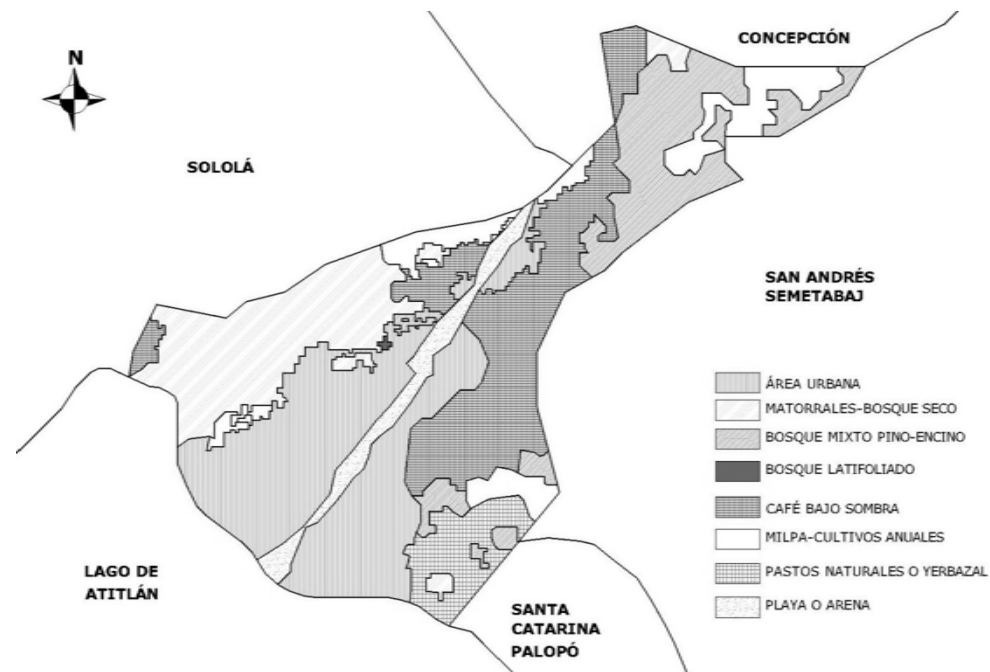 CONCEPCIÓN
N
SOLOLÁ
SAN ANDRÉS
SEMETABAJ
ÁREA URBANA
MATORRALES-BOSQUE SECO
BOSQUE MIXTO PINO-ENCINO
BOSQUE LATIFOLIADO
CAFÉ BAJO SOMBRA
MILPA-CULTIVOS ANUALES
PASTOS NATURALES O YERBAZAL
PLAYA O ARENA
LAGO DE
ATITLÁN
SANTA
CATARINA
PALOPÓ